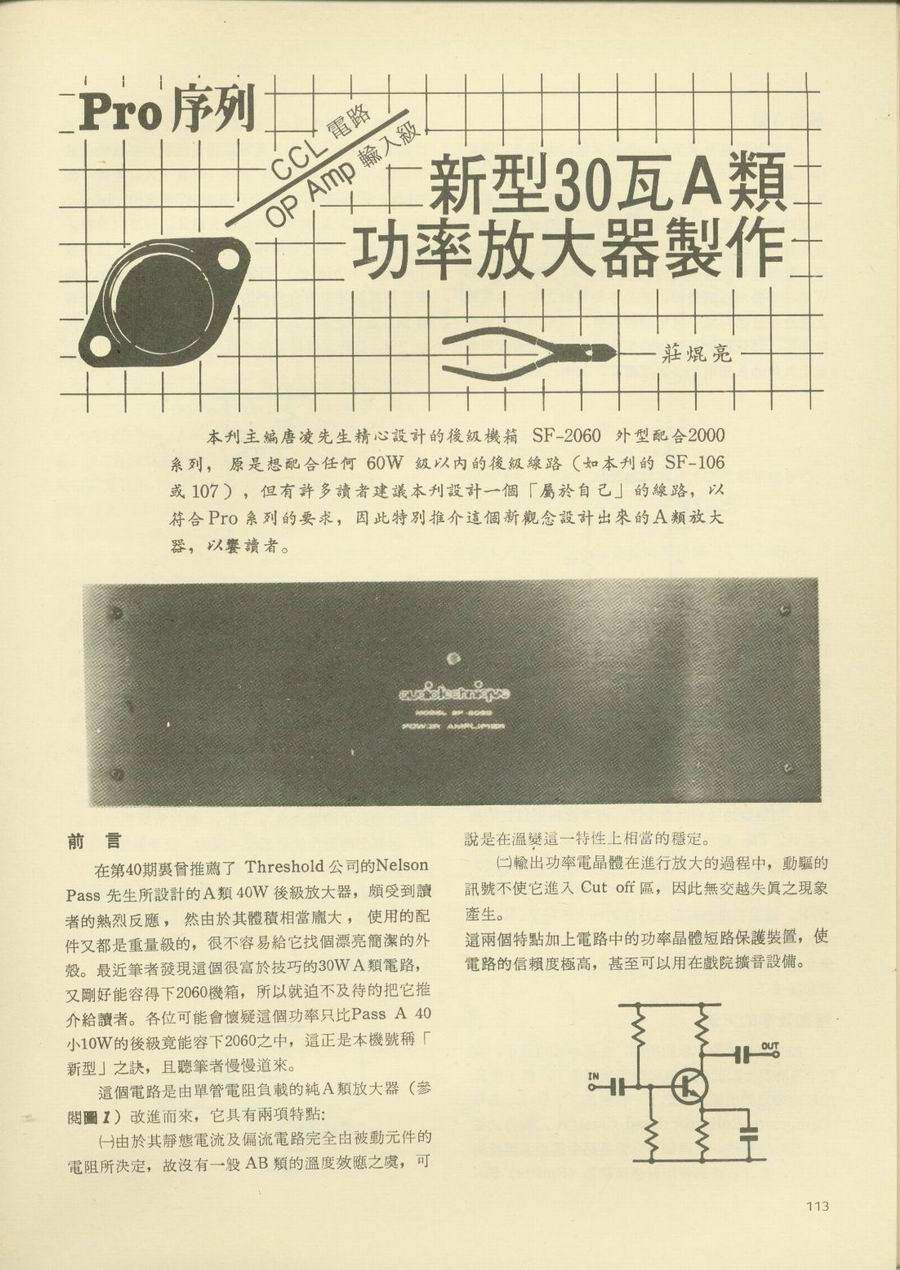 Pro 序列
CCL 電路
OP Amp 輸入級
新型30瓦A類
功率放大器製作
莊焜亮
本刋主編唐凌先生精心設計的後級機箱 SF-2060 外型配合2000
系列， 原是想配合任何 60W 級以內的後級線路（如本刋的 SF-106
或 107），但有許多讀者建議本刋設計一個「屬於自己」的線路，以
符合 Pro 系列的要求，因此特別推介這個新觀念設計出來的A類放大
器，以饗讀者。
audiotechnique
MODEL SF-2060
POWER AMPLIFIER
前 言
在第40期裏曾推薦了 Threshold 公司的Nelson
Pass 先生所設計的A類 40W 後級放大器，頗受到讀
者的熱烈反應， 然由於其體積相當龐大， 使用的配
件又都是重量級的，很不容易給它找個漂亮簡潔的外
殼。最近筆者發現這個很富於技巧的30W A類電路，
又剛好能容得下2060機箱，所以就迫不及待的把它推
介給讀者。各位可能會懷疑這個功率只比Pass A 40
小10W的後級竟能容下2060之中，這正是本機號稱「
新型」之訣，且聽筆者慢慢道來。
這個電路是由單管電阻負載的純A類放大器（參
閱圖1）改進而來，它具有兩項特點:
㈠由於其靜態電流及偏流電路完全由被動元件的
電阻所決定，故沒有一般 AB 類的溫度效應之處，可
說是在溫變這一特性上相當的穩定。
㈡輸出功率電晶體在進行放大的過程中，動驅的
訊號不使它進入 Cut off 區，因此無交越失眞之現象
產生。
這兩個特點加上電路中的功率晶體短路保護裝置，使
電路的信賴度極高，甚至可以用在戲院擴音設備。
OUT
IN
113